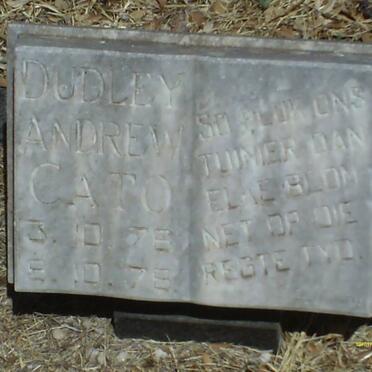 DUDLEY
ANDREW
CATO
3.10.78
8.10.78
SO PLUK ONS
TUINIER DAN
ELKE BLOM
NET OP DIE
REGTE TYD.